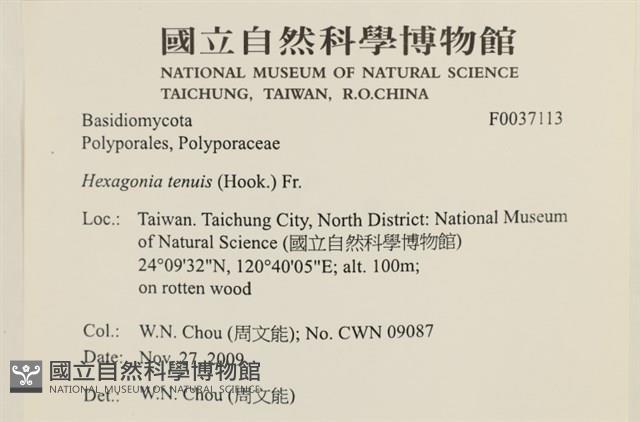 國立自然科學博物館
NATIONAL MUSEUM OF NATURAL SCIENCE
TAICHUNG, TAIWAN, R.O.CHINA
Basidiomycota F0037113
Polyporales, Polyporaceae
Hexagonia tenuis (Hook.) Fr.
Loc.: Taiwan. Taichung City, North District: National Museum
of Natural Science (國立自然科學博物館)
24°09'32"N, 120°40'05"E; alt. 100m;
on rotten wood
Col.: W.N. Chou (周文能); No. CWN 09087
Date: Nov. 27, 2009
國立自然科學博物館
NATIONAL MUSEUM OF NATURAL SCIENCE
Det.: W.N. Chou (周文能)